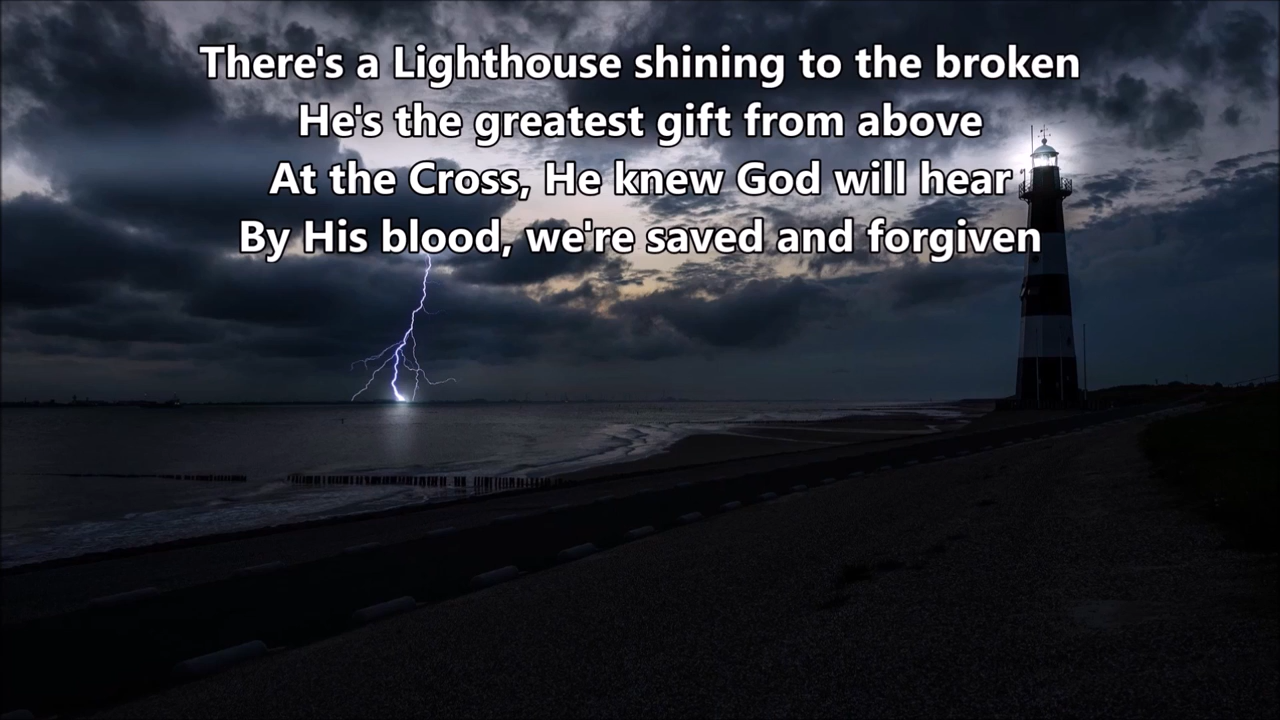 There's a Lighthouse shining to the broken
He's the greatest gift from above
At the Cross, He knew God will hear
By His blood, we're saved and forgiven